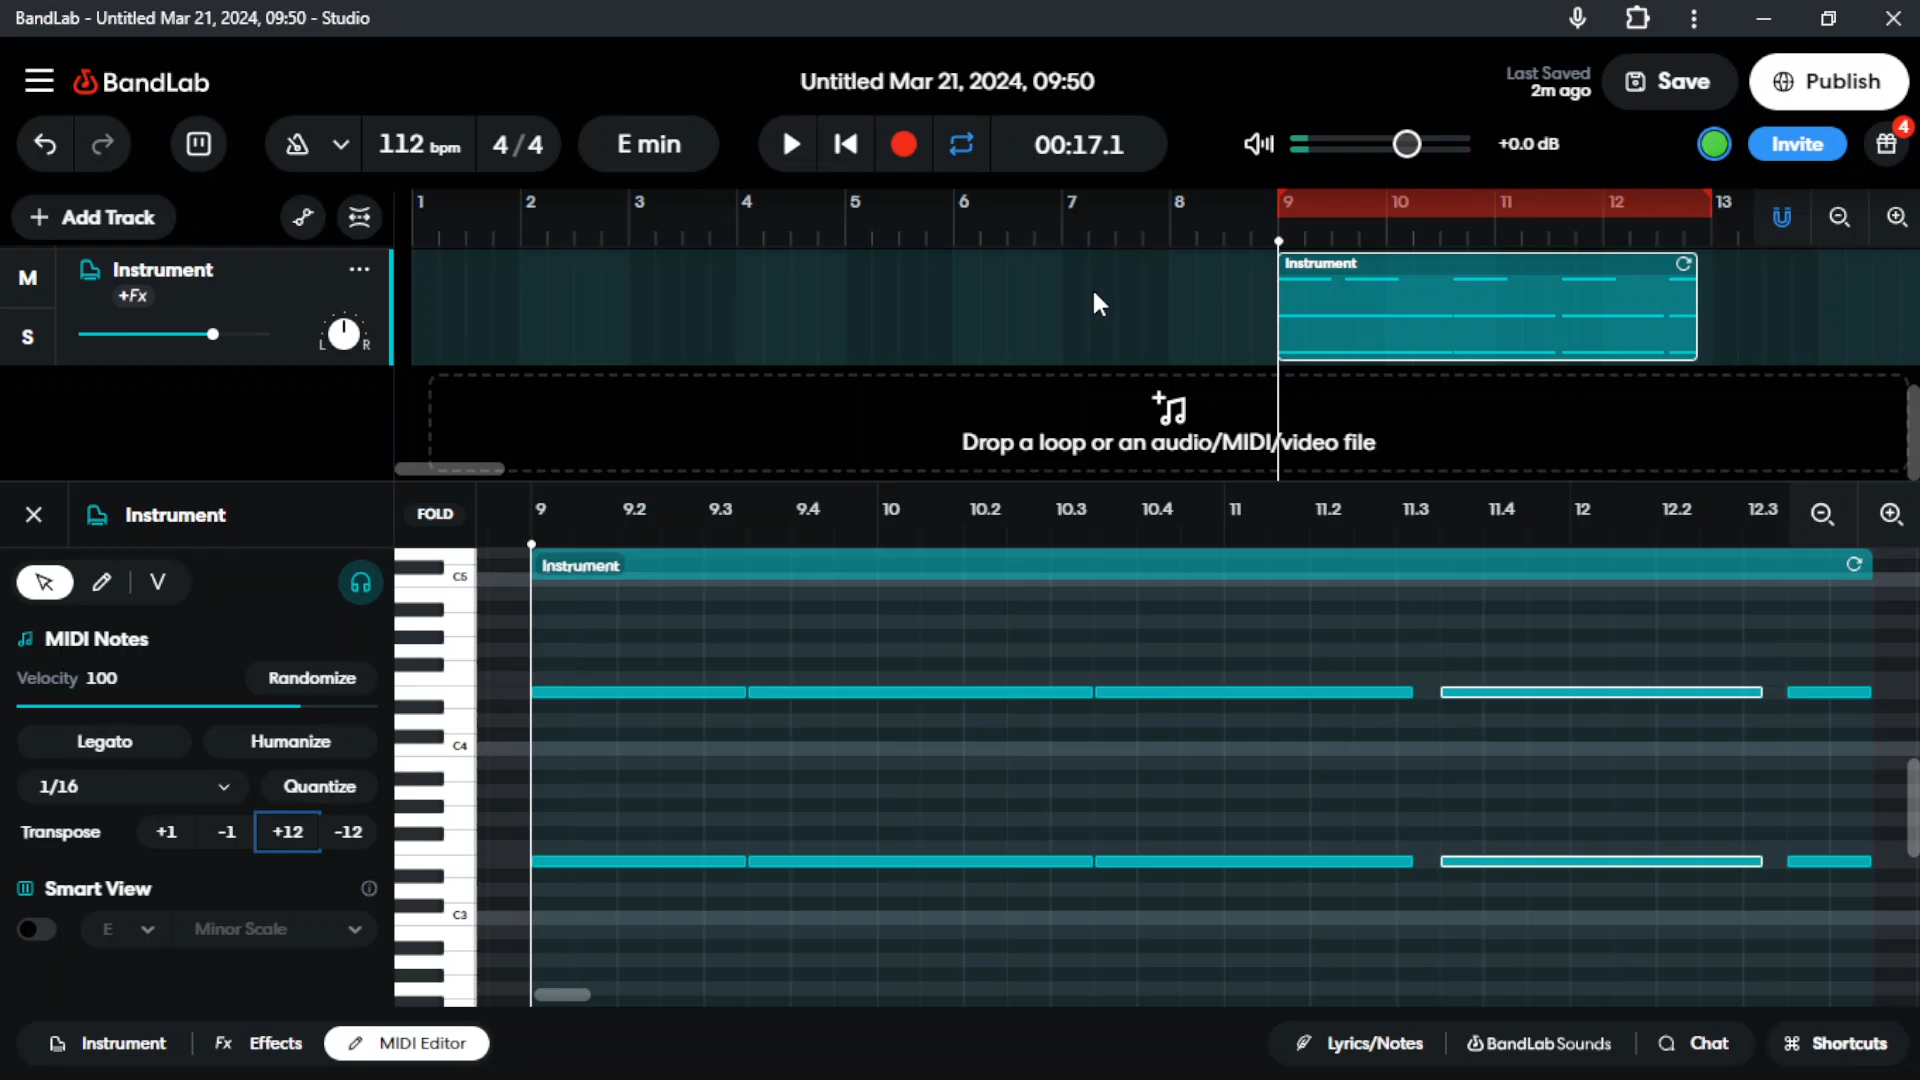 BandLab - Untitled Mar 21, 2024, 09:50 - Studio
BandLab
Untitled Mar 21, 2024, 09:50
Last Saved
2m ago
Save
Publish
112 bpm
4/4
E min
00:17.1
+0.0 dB
Invite
4
+ Add Track
1 2 3 4 5 6 7 8 9 10 11 12 13
M
Instrument
+Fx
S
L R
Instrument
Drop a loop or an audio/MIDI/video file
Instrument
FOLD
9 9.2 9.3 9.4 10 10.2 10.3 10.4 11 11.2 11.3 11.4 12 12.2 12.3
V
Instrument
C5
MIDI Notes
Velocity 100
Randomize
Legato
Humanize
C4
1/16
Quantize
Transpose
+1
-1
+12
-12
Smart View
C3
E
Minor Scale
Instrument
Fx Effects
MIDI Editor
Lyrics/Notes
BandLab Sounds
Chat
⌘ Shortcuts